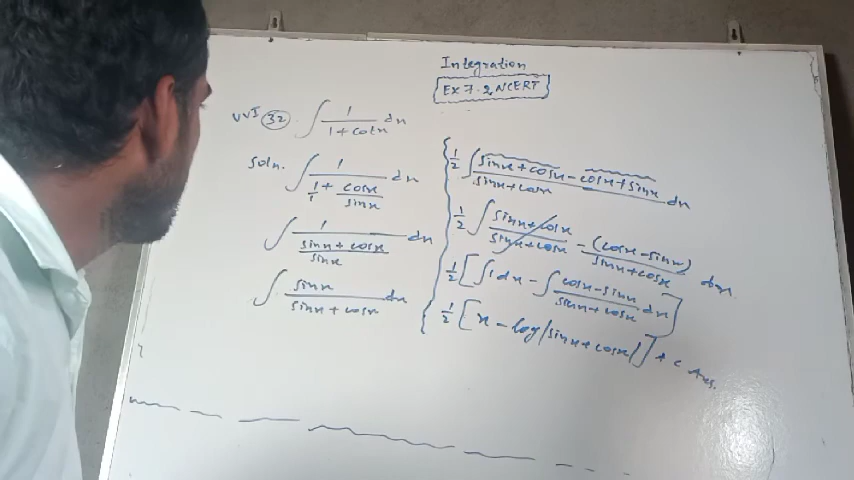 Integration
Ex 7.2 NCERT
VVI 32 ∫ 1/(1 + cotx) dx
Soln. ∫ 1/(1/1 + cosx/sinx) dx
∫ 1/((sinx + cosx)/sinx) dx
∫ sinx/(sinx + cosx) dx
1/2 ∫ (sinx + cosx - cosx + sinx)/(sinx + cosx) dx
1/2 ∫ (sinx + cosx)/(sinx + cosx) - (cosx - sinx)/(sinx + cosx) dx
1/2 [∫ 1 dx - ∫ (cosx - sinx)/(sinx + cosx) dx]
1/2 [x - log|sinx + cosx|] + c Ans.